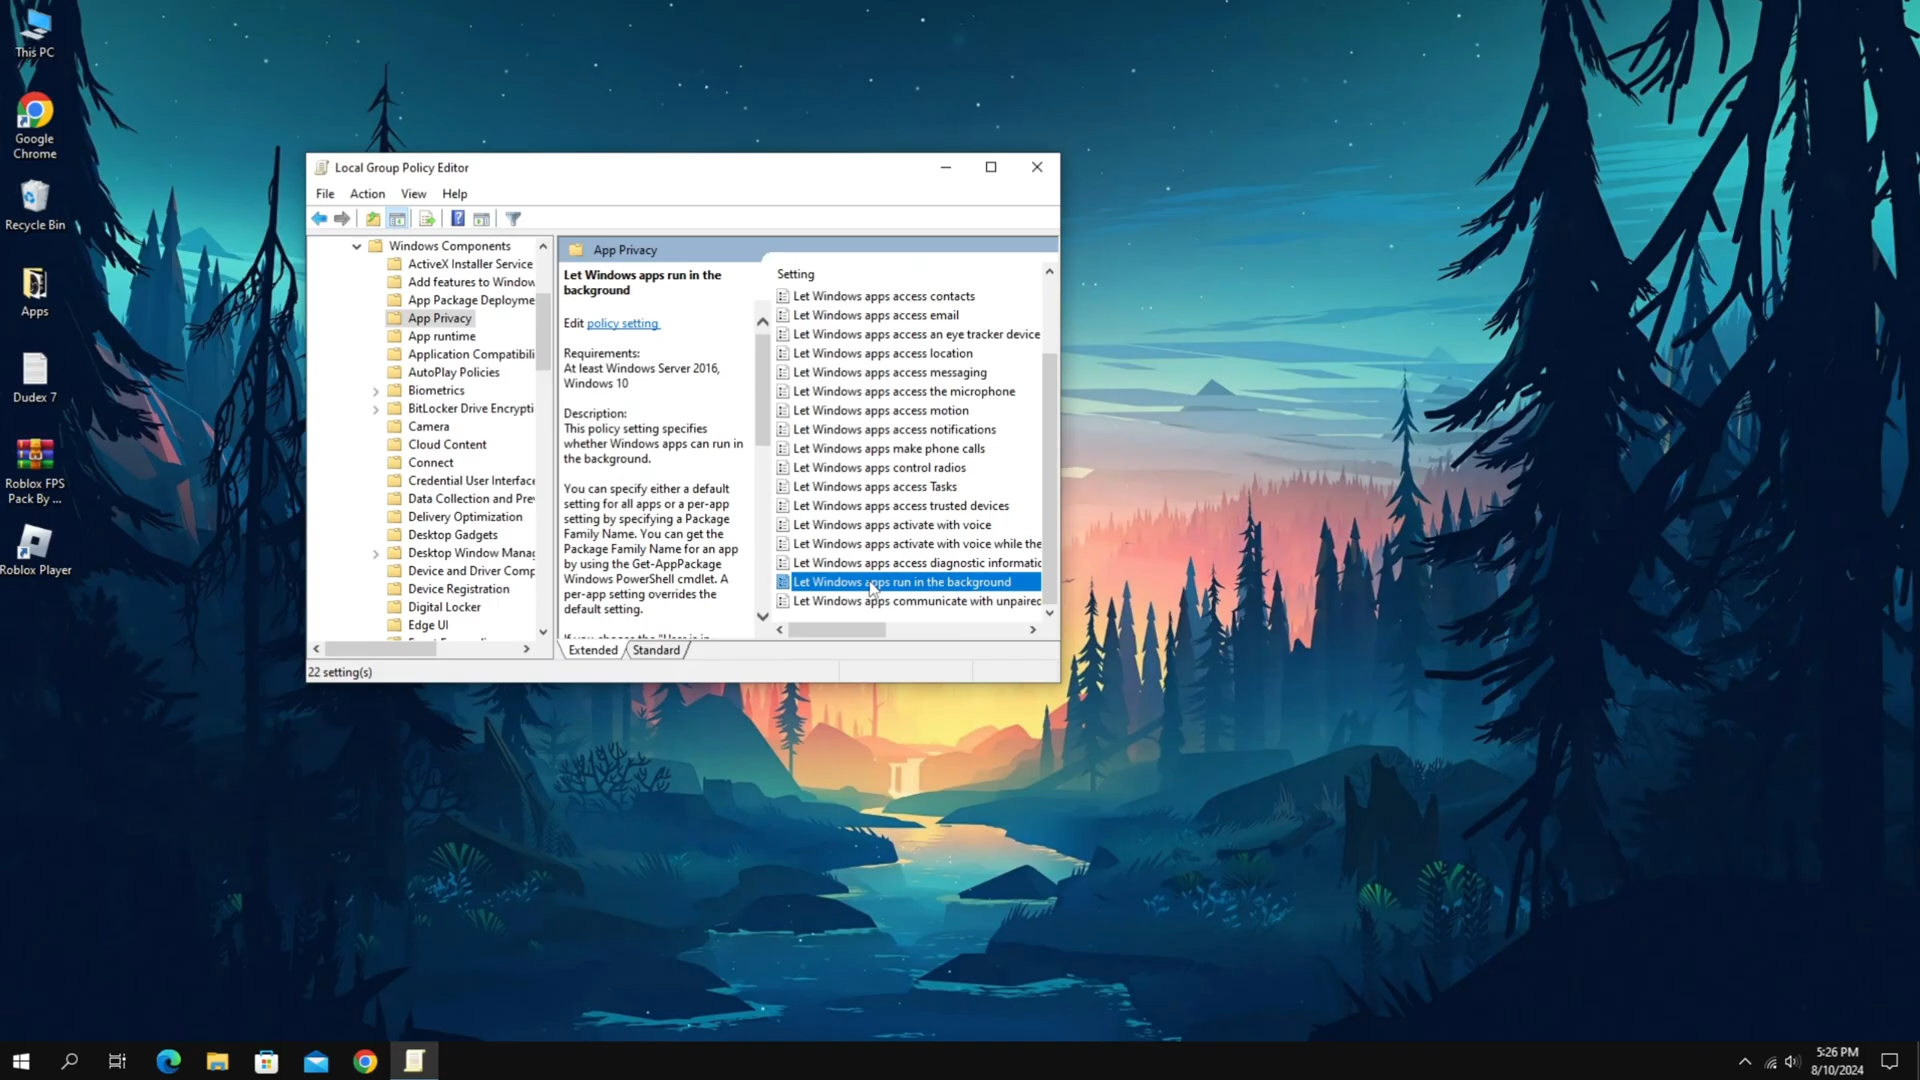 This PC
Google
Chrome
Recycle Bin
Apps
Dudex 7
Roblox FPS
Pack By ...
Roblox Player
Local Group Policy Editor
File Action View Help
Windows Components
ActiveX Installer Service
Add features to Window
App Package Deployme
App Privacy
App runtime
Application Compatibili
AutoPlay Policies
Biometrics
BitLocker Drive Encrypti
Camera
Cloud Content
Connect
Credential User Interface
Data Collection and Pre
Delivery Optimization
Desktop Gadgets
Desktop Window Manag
Device and Driver Comp
Device Registration
Digital Locker
Edge UI
App Privacy
Let Windows apps run in the
background
Edit policy setting
Requirements:
At least Windows Server 2016,
Windows 10
Description:
This policy setting specifies
whether Windows apps can run in
the background.
You can specify either a default
setting for all apps or a per-app
setting by specifying a Package
Family Name. You can get the
Package Family Name for an app
by using the Get-AppPackage
Windows PowerShell cmdlet. A
per-app setting overrides the
default setting.
If you choose the "User is in
Setting
Let Windows apps access contacts
Let Windows apps access email
Let Windows apps access an eye tracker device
Let Windows apps access location
Let Windows apps access messaging
Let Windows apps access the microphone
Let Windows apps access motion
Let Windows apps access notifications
Let Windows apps make phone calls
Let Windows apps control radios
Let Windows apps access Tasks
Let Windows apps access trusted devices
Let Windows apps activate with voice
Let Windows apps activate with voice while the
Let Windows apps access diagnostic informatic
Let Windows apps run in the background
Let Windows apps communicate with unpaired
Extended Standard
22 setting(s)
5:26 PM
8/10/2024